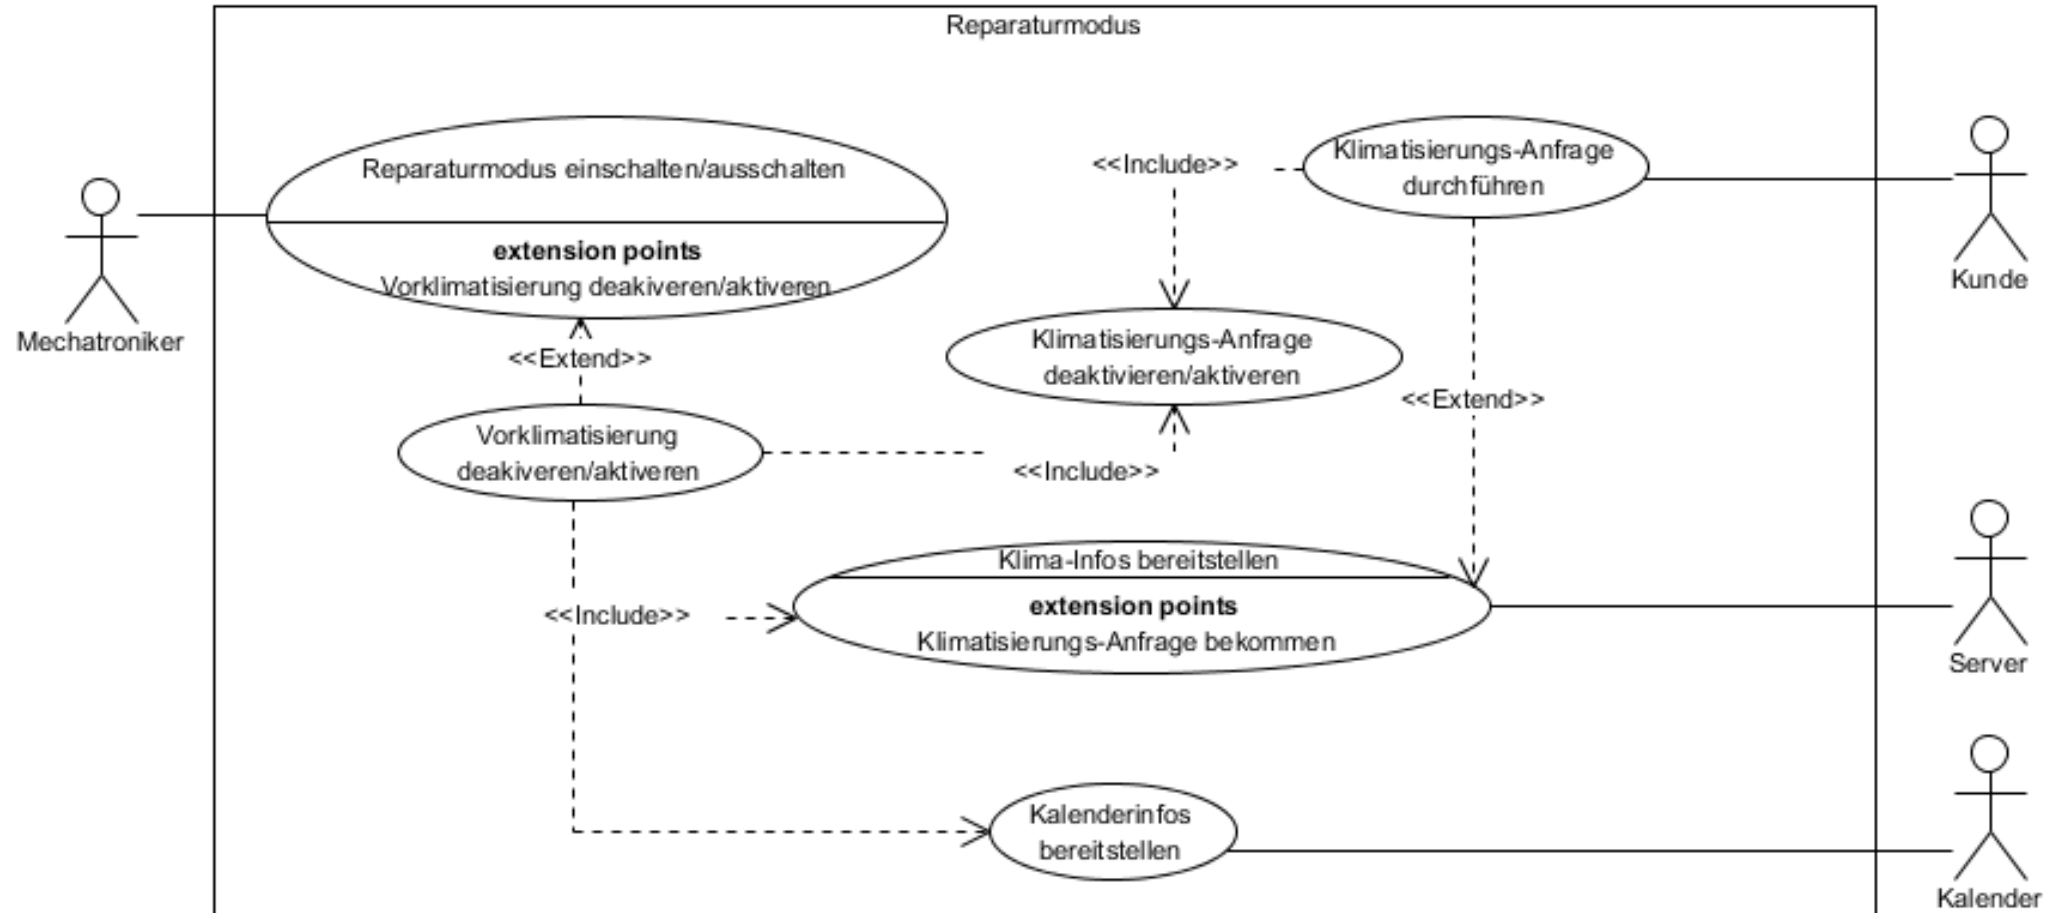 Reparaturmodus
Reparaturmodus einschalten/ausschalten
extension points
Vorklimatisierung deakiveren/aktiveren
Mechatroniker
<<Include>>
Klimatisierungs-Anfrage
durchführen
Kunde
<<Extend>>
Klimatisierungs-Anfrage
deaktivieren/aktiveren
<<Extend>>
Vorklimatisierung
deakiveren/aktiveren
<<Include>>
Klima-Infos bereitstellen
extension points
Klimatisierungs-Anfrage bekommen
<<Include>>
Server
Kalenderinfos
bereitstellen
Kalender